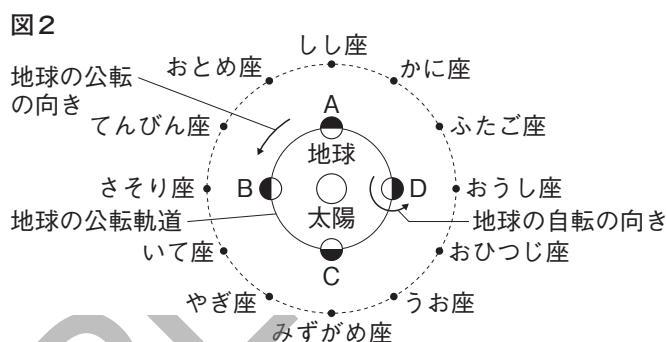 図2
しし座
おとめ座
かに座
地球の公転
の向き
A
てんびん座
ふたご座
地球
さそり座
B
D
おうし座
太陽
地球の公転軌道
地球の自転の向き
いて座
C
おひつじ座
やぎ座
うお座
みずがめ座